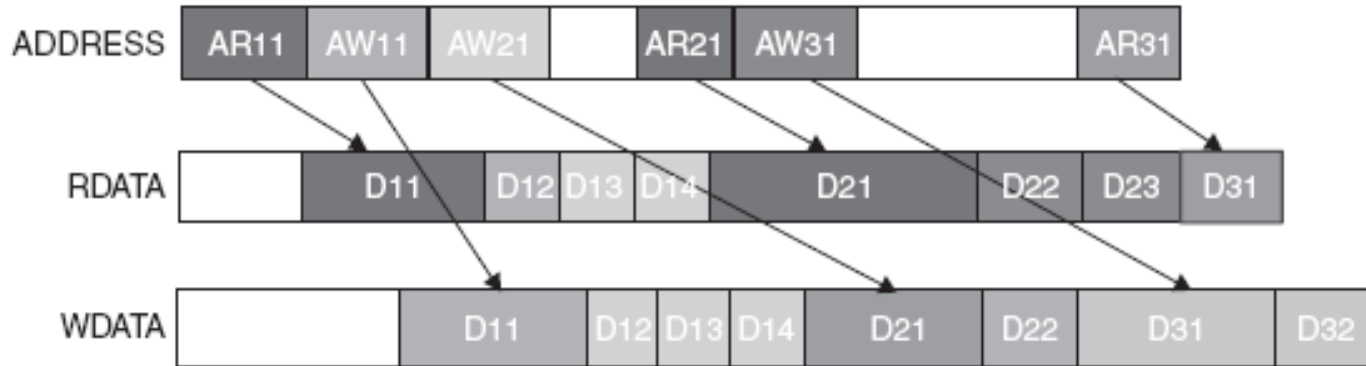 ADDRESS AR11 AW11 AW21 AR21 AW31 AR31
RDATA D11 D12 D13 D14 D21 D22 D23 D31
WDATA D11 D12 D13 D14 D21 D22 D31 D32